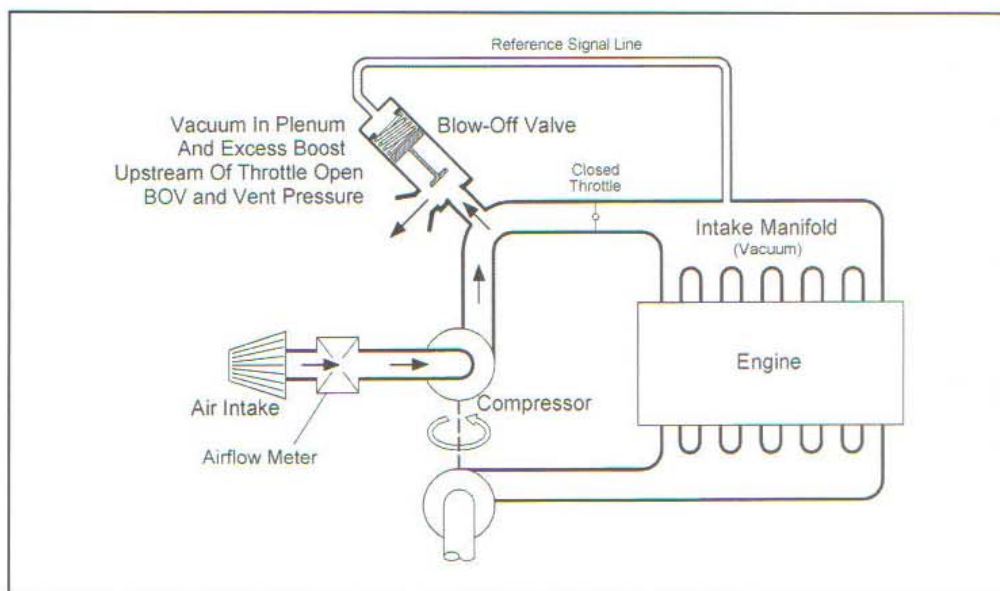 Reference Signal Line
Vacuum In Plenum
And Excess Boost
Upstream Of Throttle Open
BOV and Vent Pressure
Blow-Off Valve
Closed
Throttle
Intake Manifold
(Vacuum)
Engine
Air Intake
Compressor
Airflow Meter